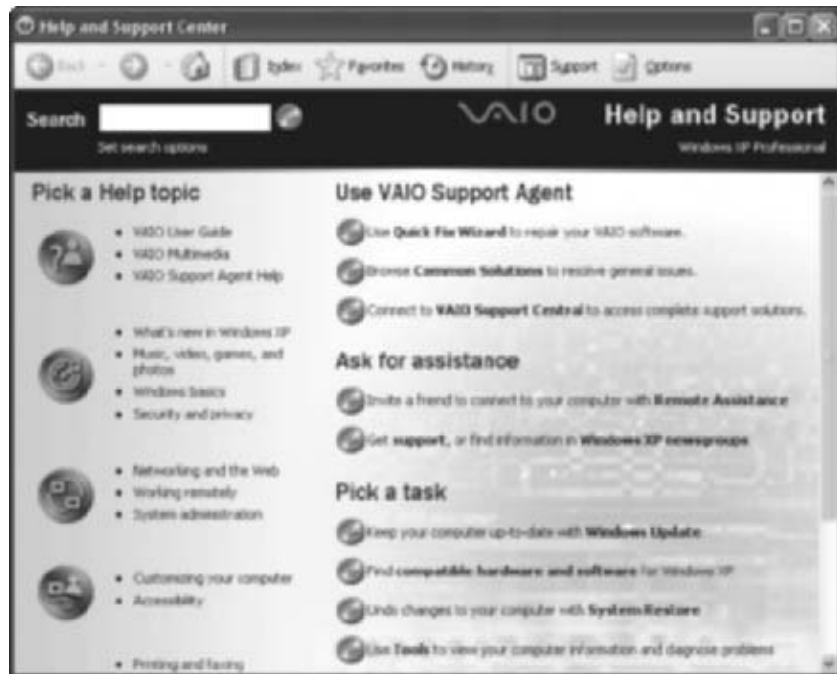 Help and Support Center
Back Index Favorites History Support Options
Search
Set search options
VAIO Help and Support
Windows XP Professional
Pick a Help topic
• VAIO User Guide
• VAIO Multimedia
• VAIO Support Agent Help
• What's new in Windows XP
• Music, video, games, and
photos
• Windows basics
• Security and privacy
• Networking and the Web
• Working remotely
• System administration
• Customizing your computer
• Accessibility
• Printing and faxing
Use VAIO Support Agent
Use Quick Fix Wizard to repair your VAIO software.
Browse Common Solutions to resolve general issues.
Connect to VAIO Support Central to access complete support solutions.
Ask for assistance
Invite a friend to connect to your computer with Remote Assistance
Get support, or find information in Windows XP newsgroups
Pick a task
Keep your computer up-to-date with Windows Update
Find compatible hardware and software for Windows XP
Undo changes to your computer with System Restore
Use Tools to view your computer information and diagnose problems